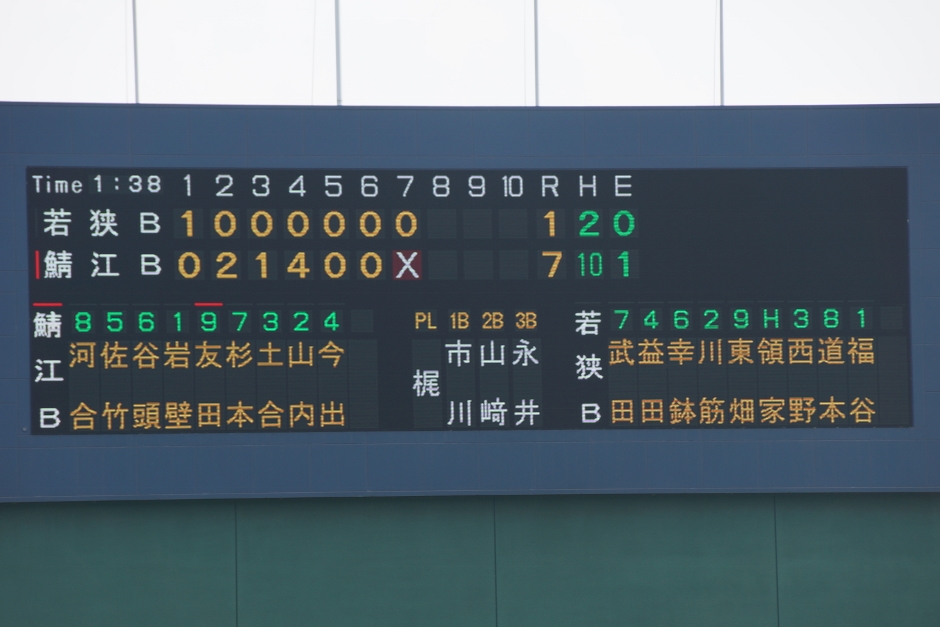 Time 1:38 1 2 3 4 5 6 7 8 9 10 R H E
若狭B 1 0 0 0 0 0 0 1 2 0
鯖江B 0 2 1 4 0 0 X 7 10 1
鯖江B
8 5 6 1 9 7 3 2 4
河合 佐竹 谷頭 岩壁 友田 杉本 土合 山内 今出
PL 1B 2B 3B
梶 市川 山﨑 永井
若狭B
7 4 6 2 9 H 3 8 1
武田 益田 幸鉢 川筋 東畑 領家 西野 道本 福谷